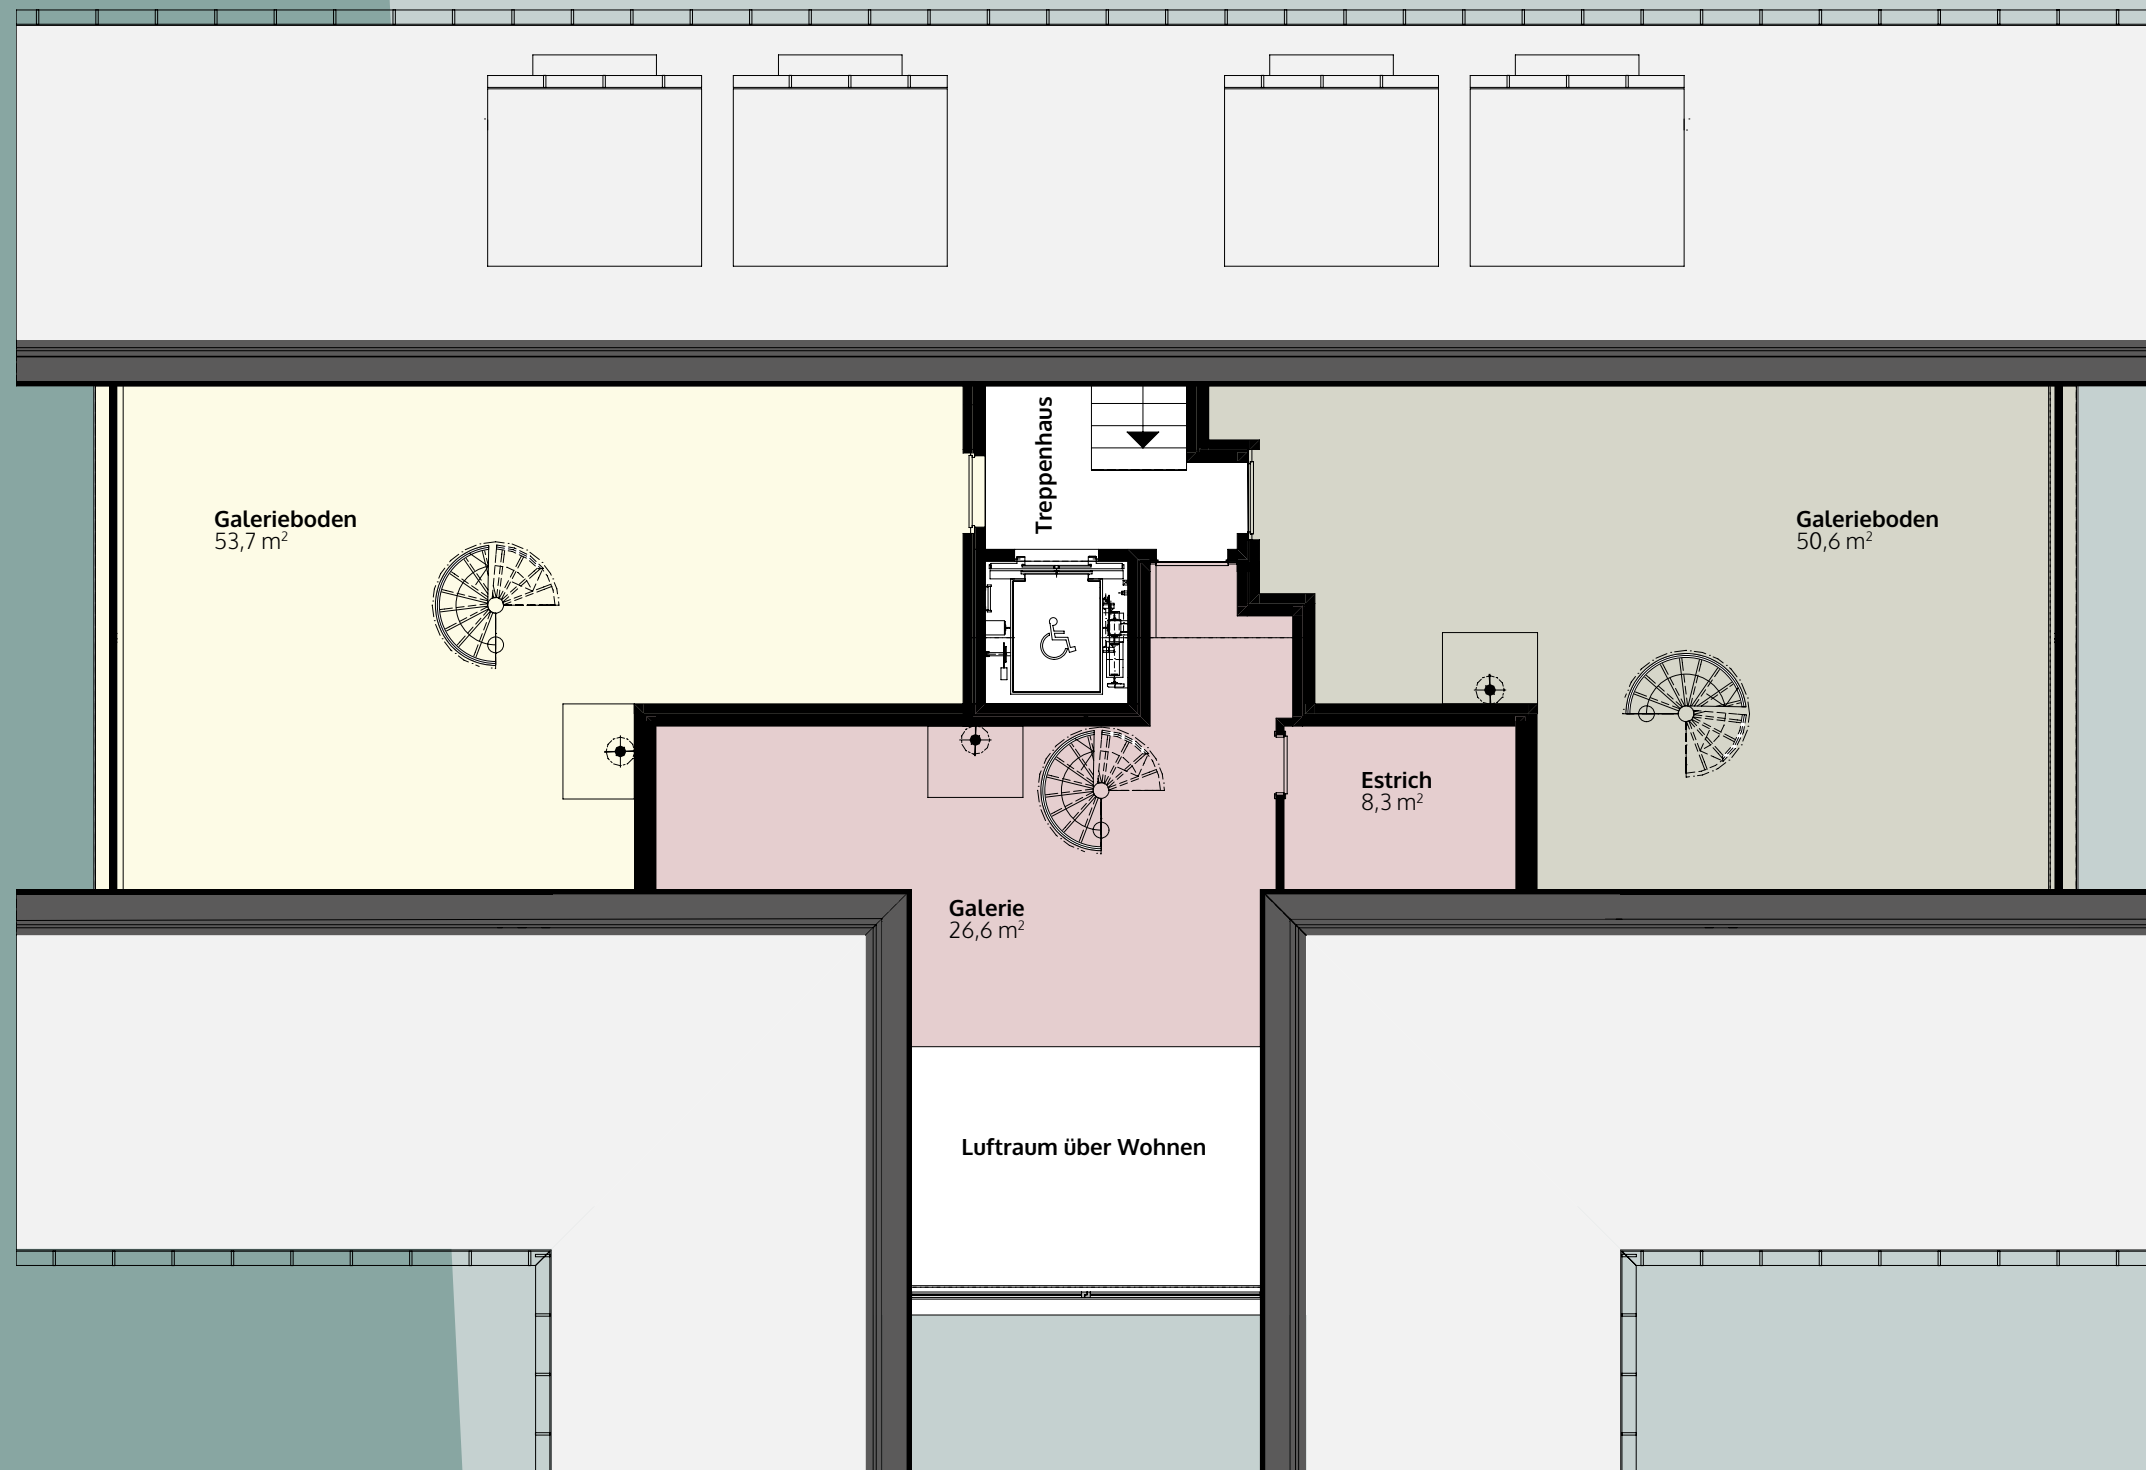 Treppenhaus
Galerieboden
53,7 m²
Galerieboden
50,6 m²
Estrich
8,3 m²
Galerie
26,6 m²
Luftraum über Wohnen